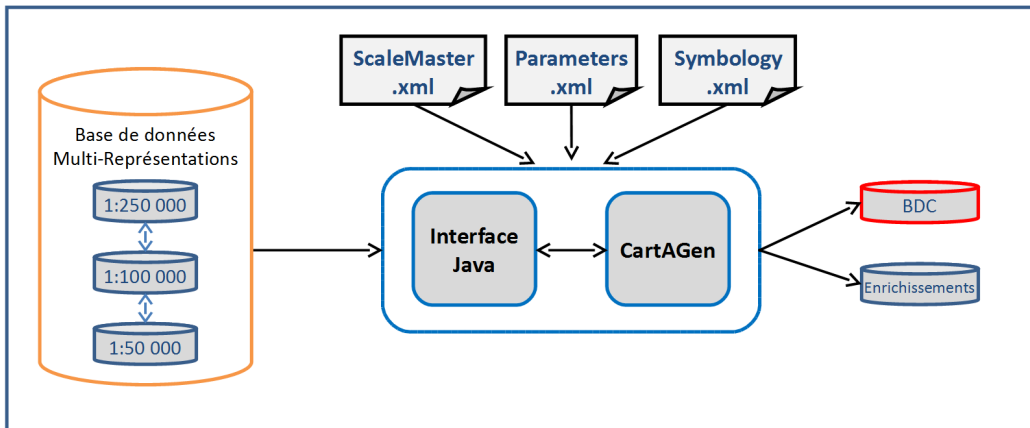 ScaleMaster
.xml
Parameters
.xml
Symbology
.xml
Base de données
Multi-Représentations
1:250 000
1:100 000
1:50 000
Interface
Java
CartAGen
BDC
Enrichissements